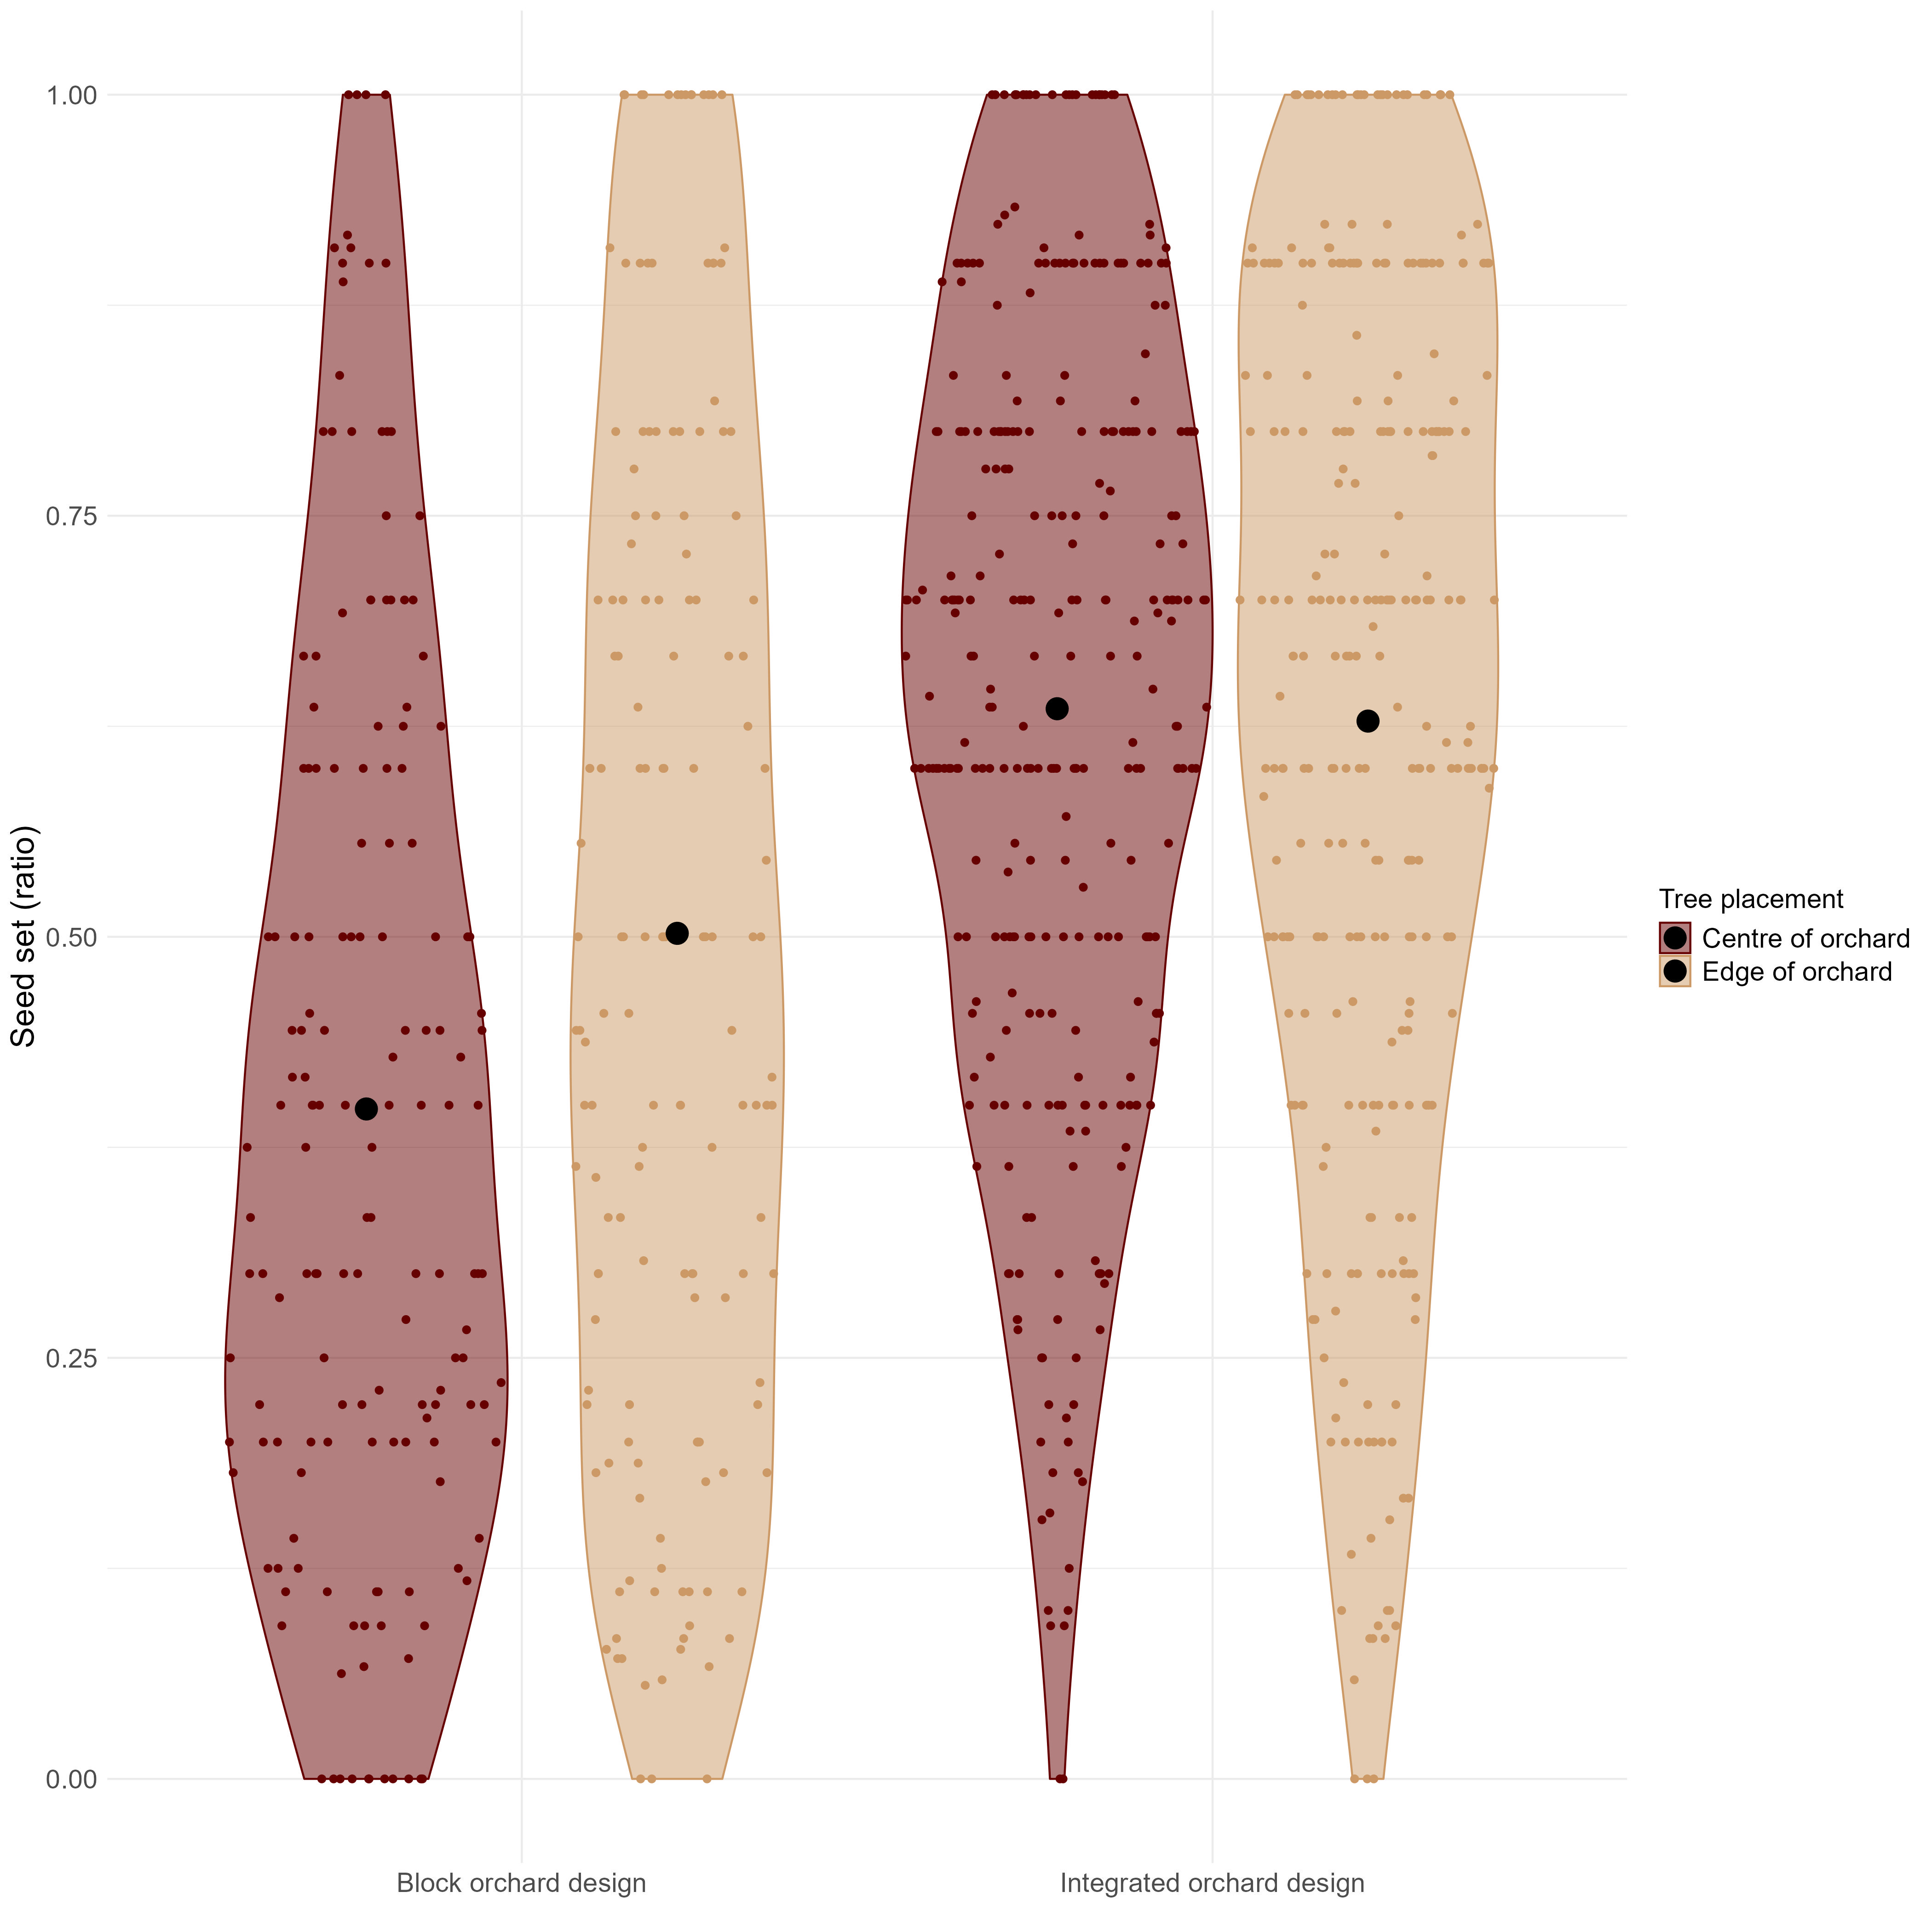 Seed set (ratio)
1.00
0.75
0.50
0.25
0.00
Block orchard design
Integrated orchard design
Tree placement
Centre of orchard
Edge of orchard